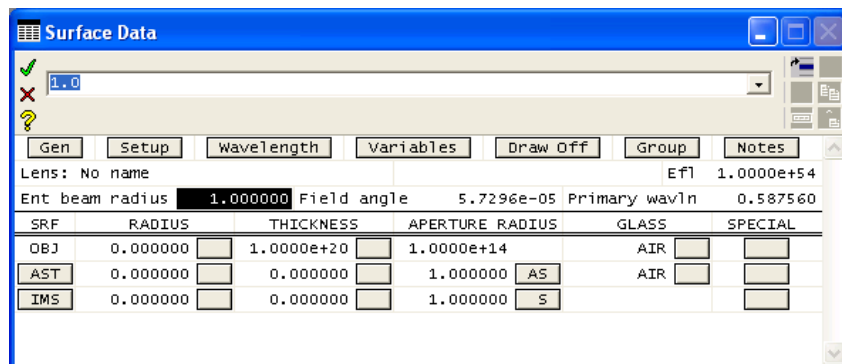 Surface Data
1.0
Gen Setup Wavelength Variables Draw Off Group Notes
Lens: No name Efl 1.0000e+54
Ent beam radius 1.000000 Field angle 5.7296e-05 Primary wavln 0.587560
SRF RADIUS THICKNESS APERTURE RADIUS GLASS SPECIAL
OBJ 0.000000 1.0000e+20 1.0000e+14 AIR
AST 0.000000 0.000000 1.000000 AS AIR
IMS 0.000000 0.000000 1.000000 S